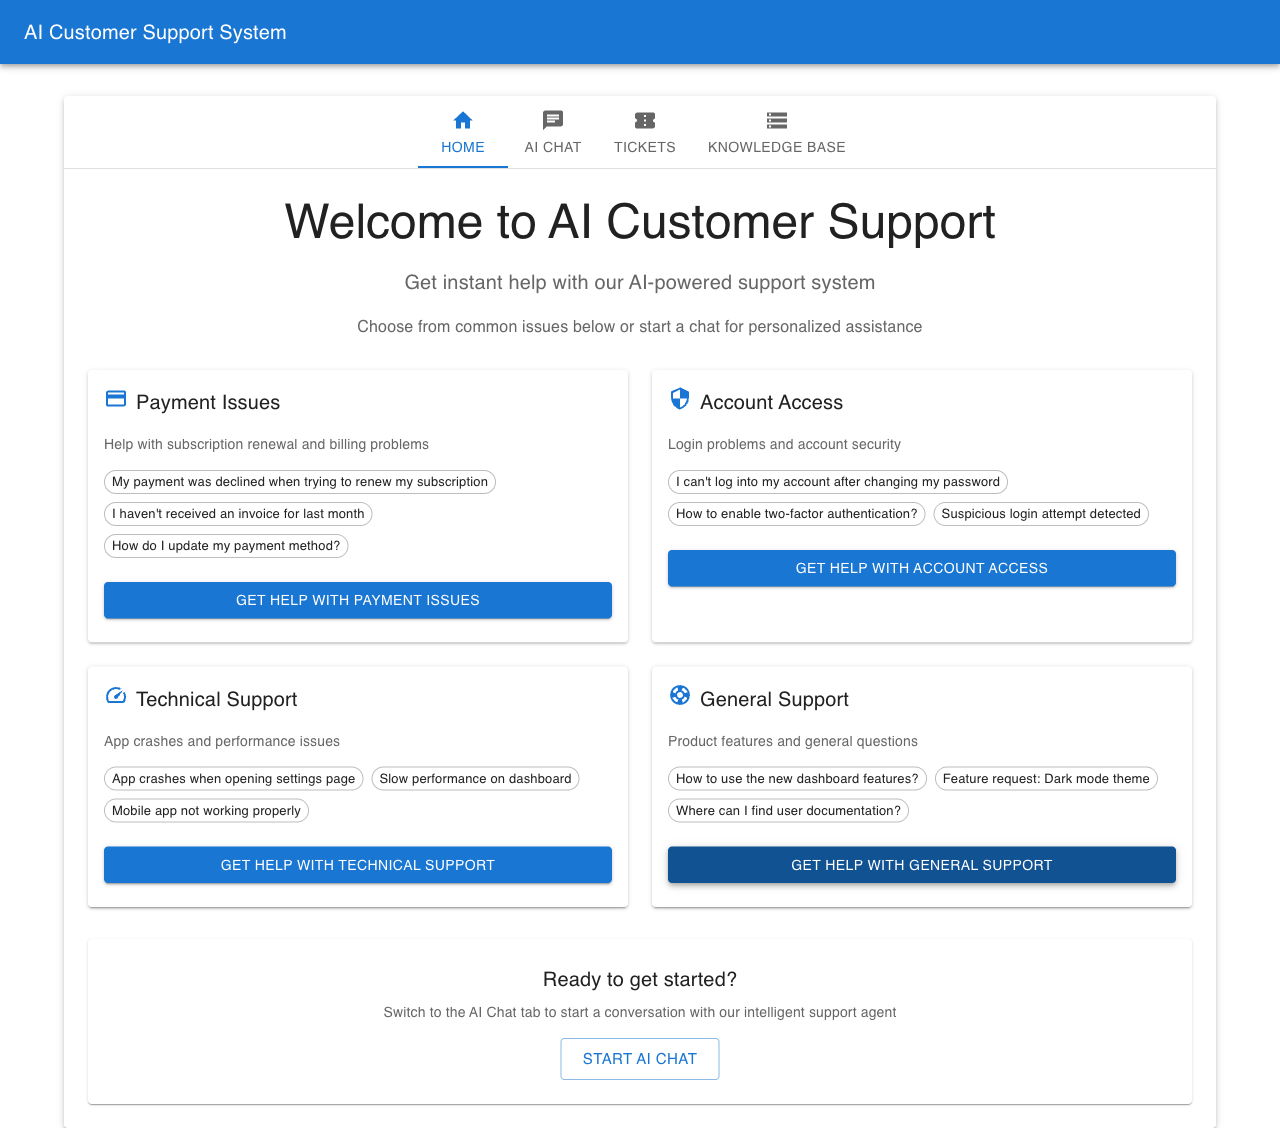 AI Customer Support System
HOME
AI CHAT
TICKETS
KNOWLEDGE BASE
Welcome to AI Customer Support
Get instant help with our AI-powered support system
Choose from common issues below or start a chat for personalized assistance
Payment Issues
Help with subscription renewal and billing problems
My payment was declined when trying to renew my subscription
I haven't received an invoice for last month
How do I update my payment method?
GET HELP WITH PAYMENT ISSUES
Account Access
Login problems and account security
I can't log into my account after changing my password
How to enable two-factor authentication?
Suspicious login attempt detected
GET HELP WITH ACCOUNT ACCESS
Technical Support
App crashes and performance issues
App crashes when opening settings page
Slow performance on dashboard
Mobile app not working properly
GET HELP WITH TECHNICAL SUPPORT
General Support
Product features and general questions
How to use the new dashboard features?
Feature request: Dark mode theme
Where can I find user documentation?
GET HELP WITH GENERAL SUPPORT
Ready to get started?
Switch to the AI Chat tab to start a conversation with our intelligent support agent
START AI CHAT